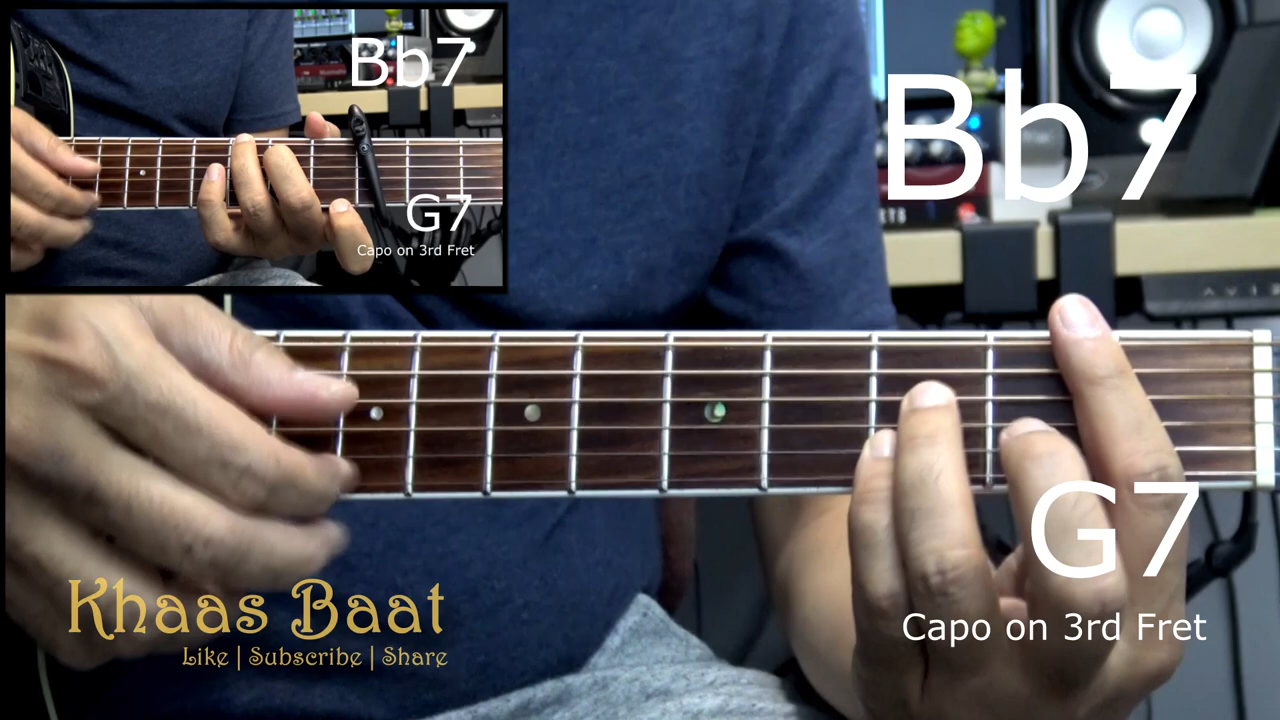 Bb7
G7
Capo on 3rd Fret
Bb7
G7
Capo on 3rd Fret
Khaas Baat
Like | Subscribe | Share